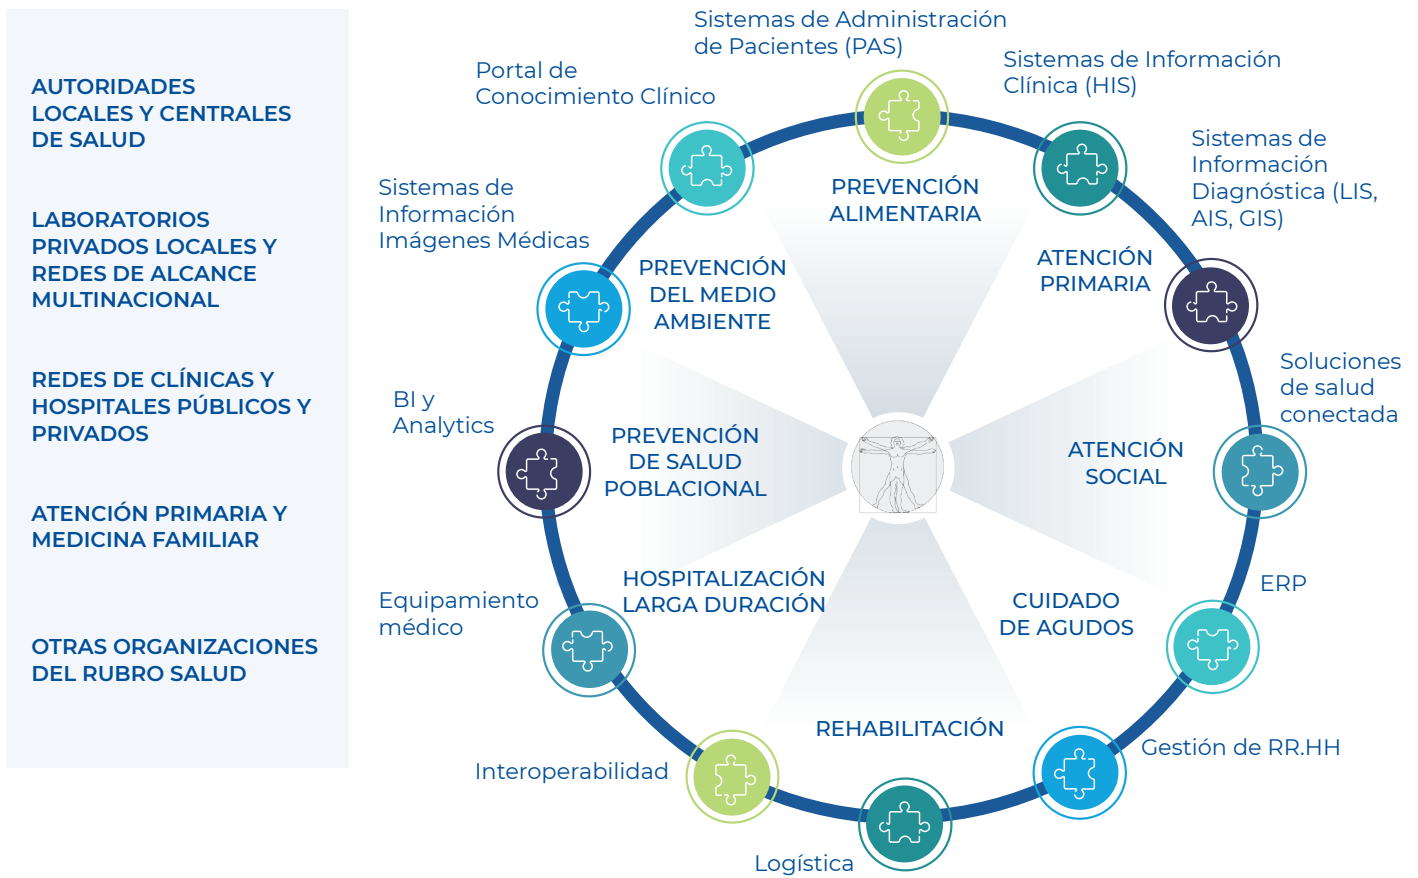 AUTORIDADES
LOCALES Y CENTRALES
DE SALUD
LABORATORIOS
PRIVADOS LOCALES Y
REDES DE ALCANCE
MULTINACIONAL
REDES DE CLÍNICAS Y
HOSPITALES PÚBLICOS Y
PRIVADOS
ATENCIÓN PRIMARIA Y
MEDICINA FAMILIAR
OTRAS ORGANIZACIONES
DEL RUBRO SALUD
Sistemas de Administración
de Pacientes (PAS)
Sistemas de Información
Clínica (HIS)
Sistemas de
Información
Diagnóstica (LIS,
AIS, GIS)
Soluciones
de salud
conectada
ERP
Gestión de RR.HH
Logística
Interoperabilidad
Equipamiento
médico
BI y
Analytics
Sistemas de
Información
Imágenes Médicas
Portal de
Conocimiento Clínico
PREVENCIÓN
ALIMENTARIA
ATENCIÓN
PRIMARIA
ATENCIÓN
SOCIAL
CUIDADO
DE AGUDOS
REHABILITACIÓN
HOSPITALIZACIÓN
LARGA DURACIÓN
PREVENCIÓN
DE SALUD
POBLACIONAL
PREVENCIÓN
DEL MEDIO
AMBIENTE